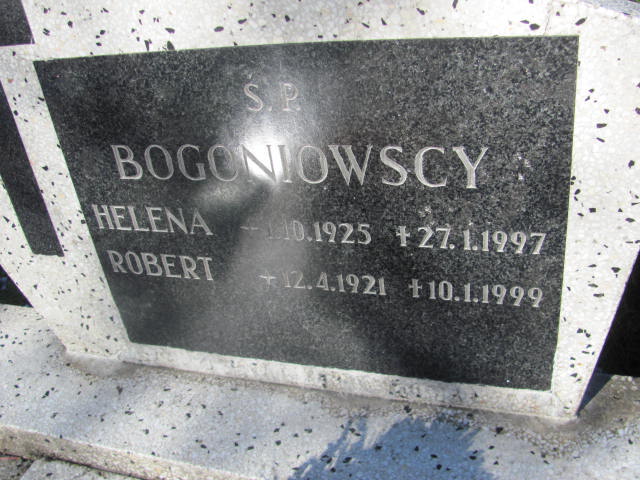 Ś.P.
BOGONIOWSCY
HELENA 1.10.1925 +27.1.1997
ROBERT +12.4.1921 +10.1.1999